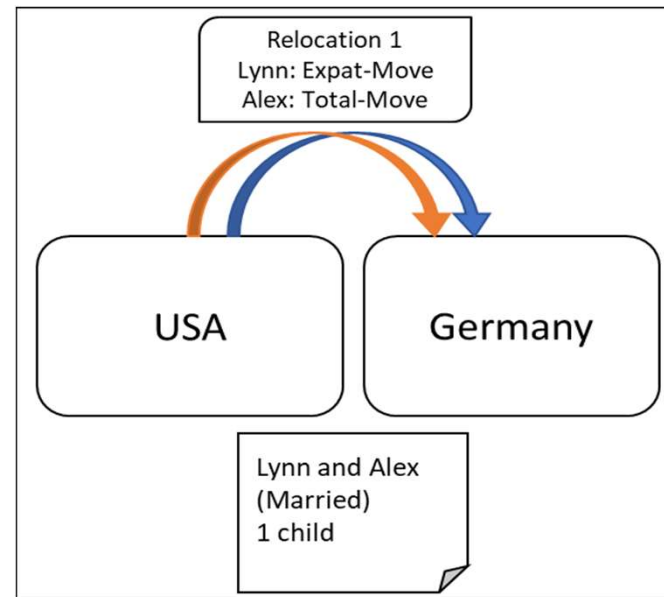 Relocation 1
Lynn: Expat-Move
Alex: Total-Move
USA
Germany
Lynn and Alex
(Married)
1 child